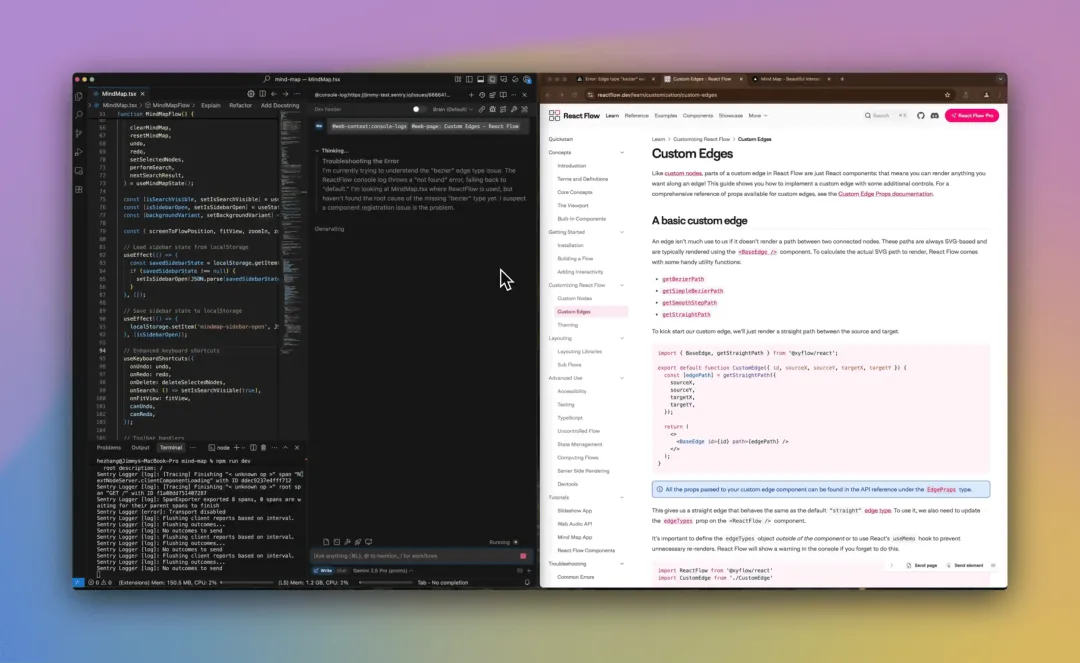 mind-map — MindMap.tsx
MindMap.tsx
MindMap.tsx > MindMapFlow > Explain Refactor Add Docstring
function MindMapFlow() {
clearMindMap,
resetMindMap,
undo,
redo,
setSelectedNodes,
performSearch,
nextSearchResult,
} = useMindMapState();
const [isSearchVisible, setIsSearchVisible] = us
const [isSidebarOpen, setIsSidebarOpen] = useSta
const [backgroundVariant, setBackgroundVariant]
const { screenToFlowPosition, fitView, zoomIn, zo
// Load sidebar state from localStorage
useEffect(() => {
const savedSidebarState = localStorage.getItem
if (savedSidebarState !== null) {
setIsSidebarOpen(JSON.parse(savedSidebarState
}
}, []);
// Save sidebar state to localStorage
useEffect(() => {
localStorage.setItem('mindmap-sidebar-open', JS
}, [isSidebarOpen]);
94
// Enhanced keyboard shortcuts
useKeyboardShortcuts({
onUndo: undo,
onRedo: redo,
onDelete: deleteSelectedNodes,
onSearch: () => setIsSearchVisible(true),
onFitView: fitView,
canUndo,
canRedo,
});
// Toolbar handlers
Problems Output Terminal ... node
hezhang@Jimmys-MacBook-Pro mind-map % npm run dev
root description: /
Sentry Logger [log]: [Tracing] Finishing "< unknown op >" span "N
extNodeServer.clientComponentLoading" with ID ddec9237e4fff712
Sentry Logger [log]: [Tracing] Finishing "< unknown op >" root sp
an "GET /" with ID f1a08dd751407287
Sentry Logger [log]: SpanExporter exported 8 spans, 0 spans are w
aiting for their parent spans to finish
Sentry Logger [error]: Transport disabled
Sentry Logger [log]: Flushing client reports based on interval.
Sentry Logger [log]: Flushing outcomes...
Sentry Logger [log]: No outcomes to send
Sentry Logger [log]: Flushing client reports based on interval.
Sentry Logger [log]: Flushing outcomes...
Sentry Logger [log]: No outcomes to send
Sentry Logger [log]: Flushing client reports based on interval.
Sentry Logger [log]: Flushing outcomes...
Sentry Logger [log]: No outcomes to send
(Extensions) Mem: 150.5 MB, CPU: 2% (LS) Mem: 1.2 GB, CPU: 2% Tab - No completion
@console-log:https://jimmy-test.sentry.io/issues/666641...
Brain (Default)
#web-context:console-logs #web-page: Custom Edges - React Flow
Thinking...
Troubleshooting the Error
I'm currently trying to understand the "bezier" edge type issue. The
ReactFlow console log throws a "not found" error, falling back to
"default." I'm looking at MindMap.tsx where ReactFlow is used, but
haven't found the root cause of the missing "bezier" type yet. I suspect
a component registration issue is the problem.
Generating
Running
Ask anything (⌘L), @ to mention, / for workflows
Write Chat Gemini 2.5 Pro (promo)
Error: Edge type "bezier" Custom Edges - React Flow Mind Map - Beautiful Interac
reactflow.dev/learn/customization/custom-edges
React Flow Learn Reference Examples Components Showcase More Search ⌘ K React Flow Pro
Quickstart
Concepts
Introduction
Terms and Definitions
Core Concepts
The Viewport
Built-In Components
Getting Started
Installation
Building a Flow
Adding Interactivity
Customizing React Flow
Custom Nodes
Custom Edges
Theming
Layouting
Layouting Libraries
Sub Flows
Advanced Use
Accessibility
Testing
TypeScript
Uncontrolled Flow
State Management
Computing Flows
Server Side Rendering
Devtools
Tutorials
Slideshow App
Web Audio API
Mind Map App
React Flow Components
Troubleshooting
Common Errors
Learn > Customizing React Flow > Custom Edges
Custom Edges
Like custom nodes, parts of a custom edge in React Flow are just React components: that means you can render anything you
want along an edge! This guide shows you how to implement a custom edge with some additional controls. For a
comprehensive reference of props available for custom edges, see the Custom Edge Props documentation.
A basic custom edge
An edge isn't much use to us if it doesn't render a path between two connected nodes. These paths are always SVG-based and
are typically rendered using the <BaseEdge /> component. To calculate the actual SVG path to render, React Flow comes
with some handy utility functions:
• getBezierPath
• getSimpleBezierPath
• getSmoothStepPath
• getStraightPath
To kick start our custom edge, we'll just render a straight path between the source and target.
import { BaseEdge, getStraightPath } from '@xyflow/react';
export default function CustomEdge({ id, sourceX, sourceY, targetX, targetY }) {
const [edgePath] = getStraightPath({
sourceX,
sourceY,
targetX,
targetY,
});
return (
<>
<BaseEdge id={id} path={edgePath} />
</>
);
}
All the props passed to your custom edge component can be found in the API reference under the EdgeProps type.
This gives us a straight edge that behaves the same as the default "straight" edge type. To use it, we also need to update
the edgeTypes prop on the <ReactFlow /> component.
It's important to define the edgeTypes object outside of the component or to use React's useMemo hook to prevent
unnecessary re-renders. React Flow will show a warning in the console if you forget to do this.
import ReactFlow from '@xyflow/react'
import CustomEdge from './CustomEdge'
Send page Send element